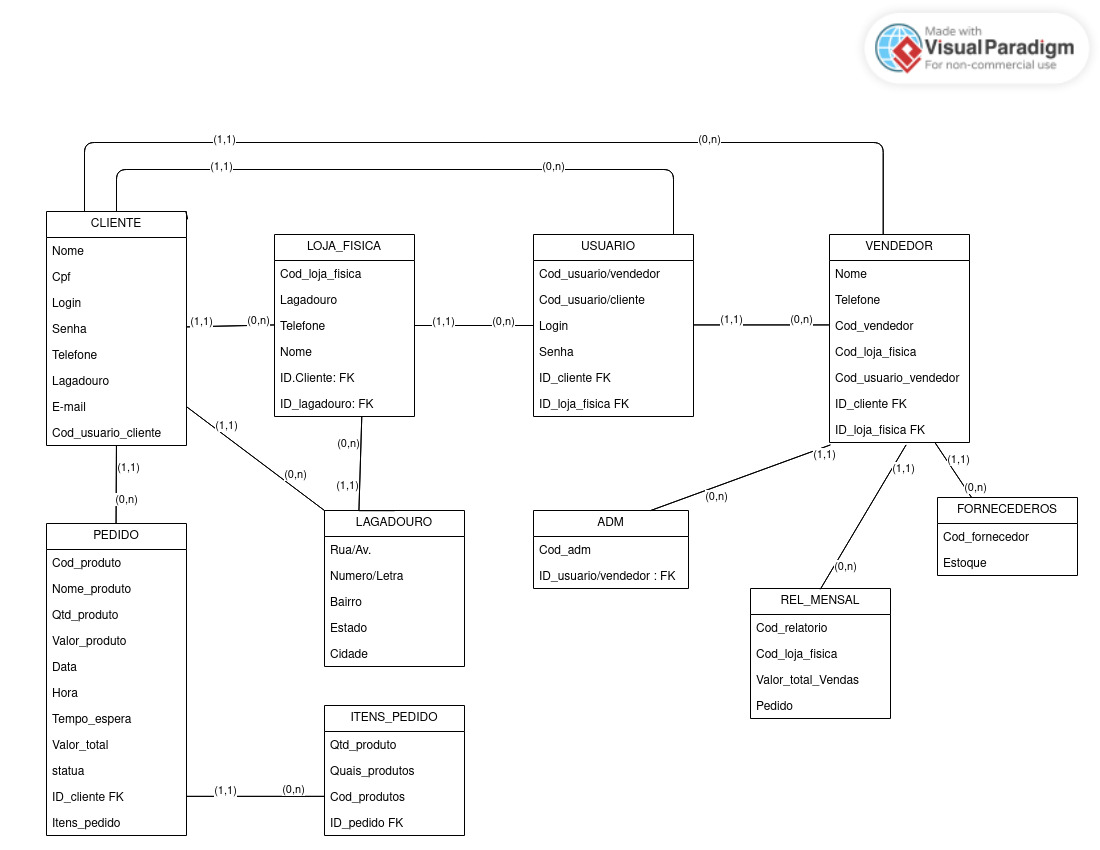 Made with
Visual Paradigm
For non-commercial use
(1,1)
(0,n)
(1,1)
(0,n)
CLIENTE
Nome
Cpf
Login
Senha
Telefone
Lagadouro
E-mail
Cod_usuario_cliente
(1,1)
(0,n)
LOJA_FISICA
Cod_loja_fisica
Lagadouro
Telefone
Nome
ID.Cliente: FK
ID_lagadouro: FK
(1,1)
(0,n)
USUARIO
Cod_usuario/vendedor
Cod_usuario/cliente
Login
Senha
ID_cliente FK
ID_loja_fisica FK
(1,1)
(0,n)
VENDEDOR
Nome
Telefone
Cod_vendedor
Cod_loja_fisica
Cod_usuario_vendedor
ID_cliente FK
ID_loja_fisica FK
(1,1)
(0,n)
(1,1)
(0,n)
(0,n)
(1,1)
(1,1)
(0,n)
(1,1)
(0,n)
(1,1)
(0,n)
PEDIDO
Cod_produto
Nome_produto
Qtd_produto
Valor_produto
Data
Hora
Tempo_espera
Valor_total
statua
ID_cliente FK
Itens_pedido
LAGADOURO
Rua/Av.
Numero/Letra
Bairro
Estado
Cidade
ADM
Cod_adm
ID_usuario/vendedor : FK
FORNECEDEROS
Cod_fornecedor
Estoque
REL_MENSAL
Cod_relatorio
Cod_loja_fisica
Valor_total_Vendas
Pedido
(1,1)
(0,n)
ITENS_PEDIDO
Qtd_produto
Quais_produtos
Cod_produtos
ID_pedido FK